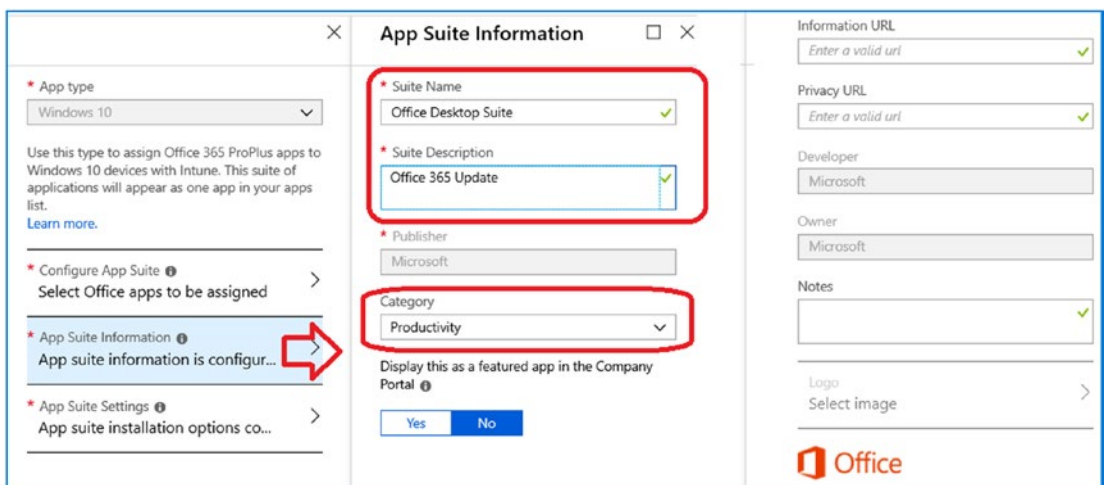 * App type
Windows 10
Use this type to assign Office 365 ProPlus apps to
Windows 10 devices with Intune. This suite of
applications will appear as one app in your apps
list.
Learn more.
* Configure App Suite
Select Office apps to be assigned
* App Suite Information
App suite information is configur...
* App Suite Settings
App suite installation options co...
App Suite Information
* Suite Name
Office Desktop Suite
* Suite Description
Office 365 Update
* Publisher
Microsoft
Category
Productivity
Display this as a featured app in the Company
Portal
Yes No
Information URL
Enter a valid url
Privacy URL
Enter a valid url
Developer
Microsoft
Owner
Microsoft
Notes
Logo
Select image
Office